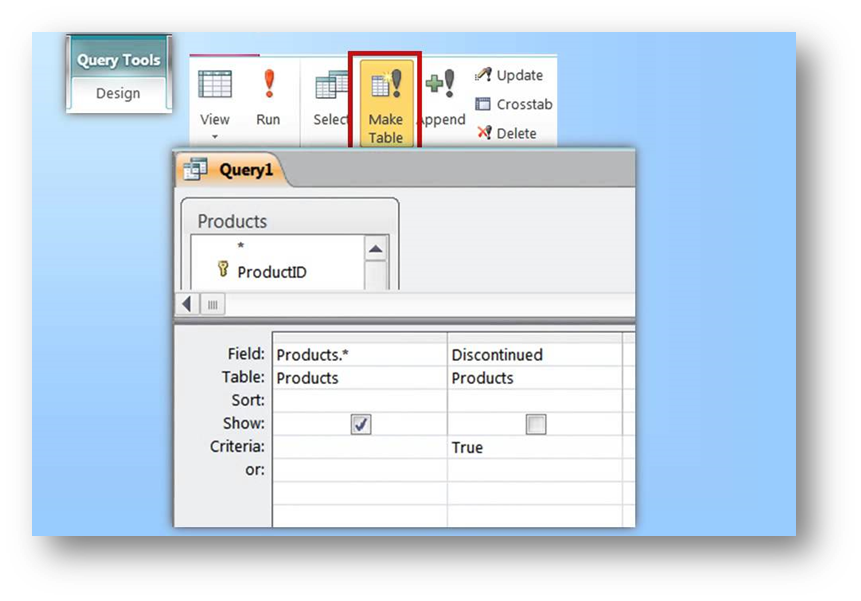 Query Tools
Design
View
Run
Select
Make
Table
Append
Update
Crosstab
Delete
Query1
Products
*
ProductID
Field: Products.* Discontinued
Table: Products Products
Sort:
Show:
Criteria: True
or: